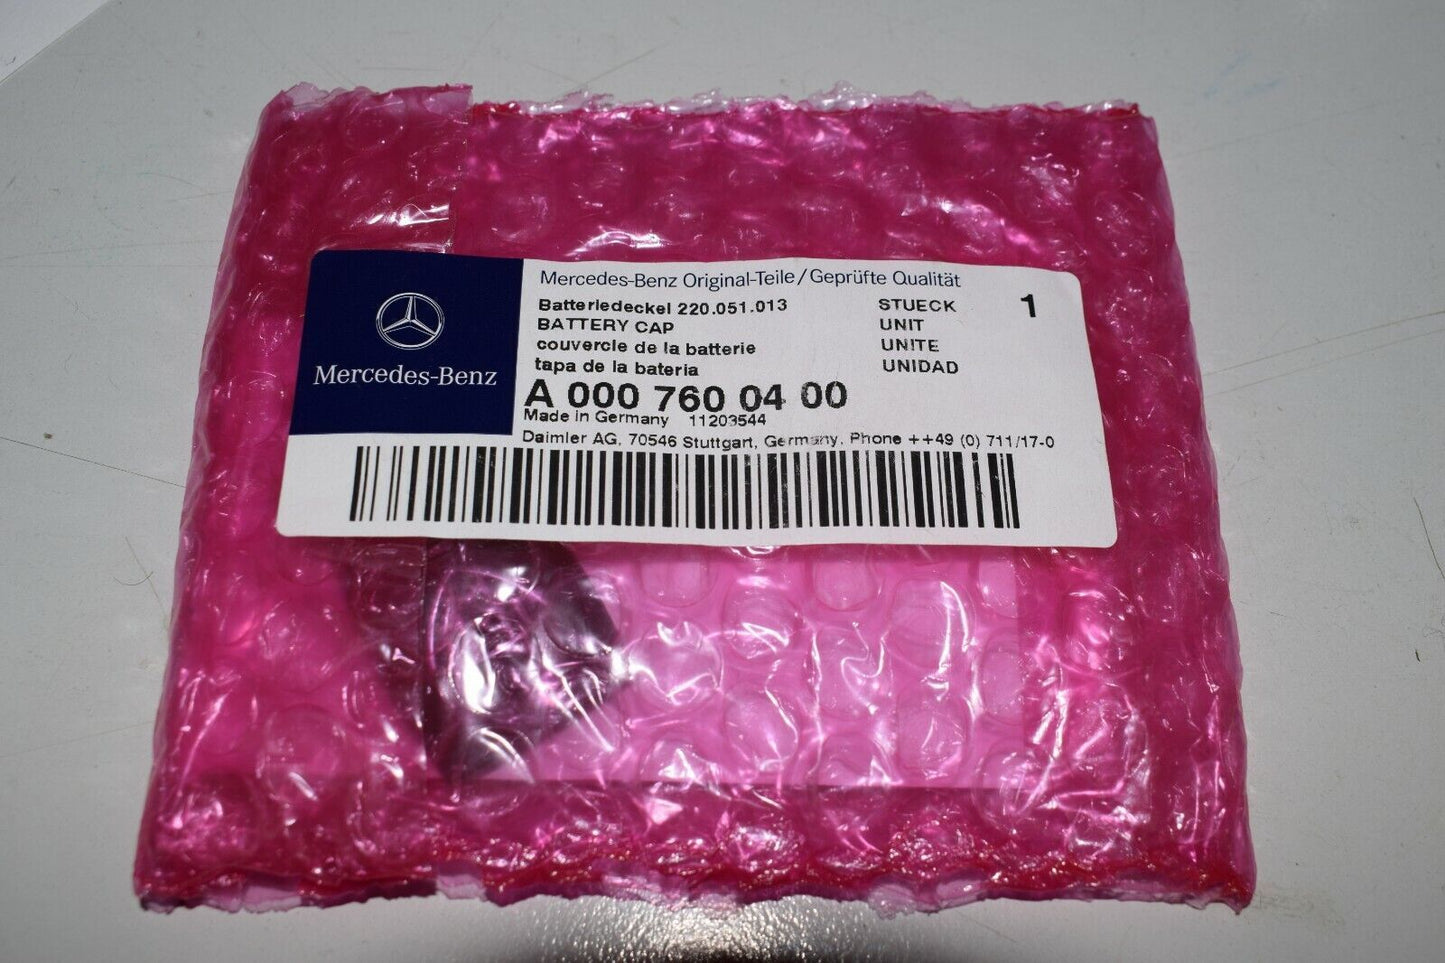 Mercedes-Benz
Mercedes-Benz Original-Teile/Geprüfte Qualität
Batteriedeckel 220.051.013 STUECK 1
BATTERY CAP UNIT
couvercle de la batterie UNITE
tapa de la bateria UNIDAD
A 000 760 04 00
Made in Germany 11203544
Daimler AG, 70546 Stuttgart, Germany, Phone ++49 (0) 711/17-0